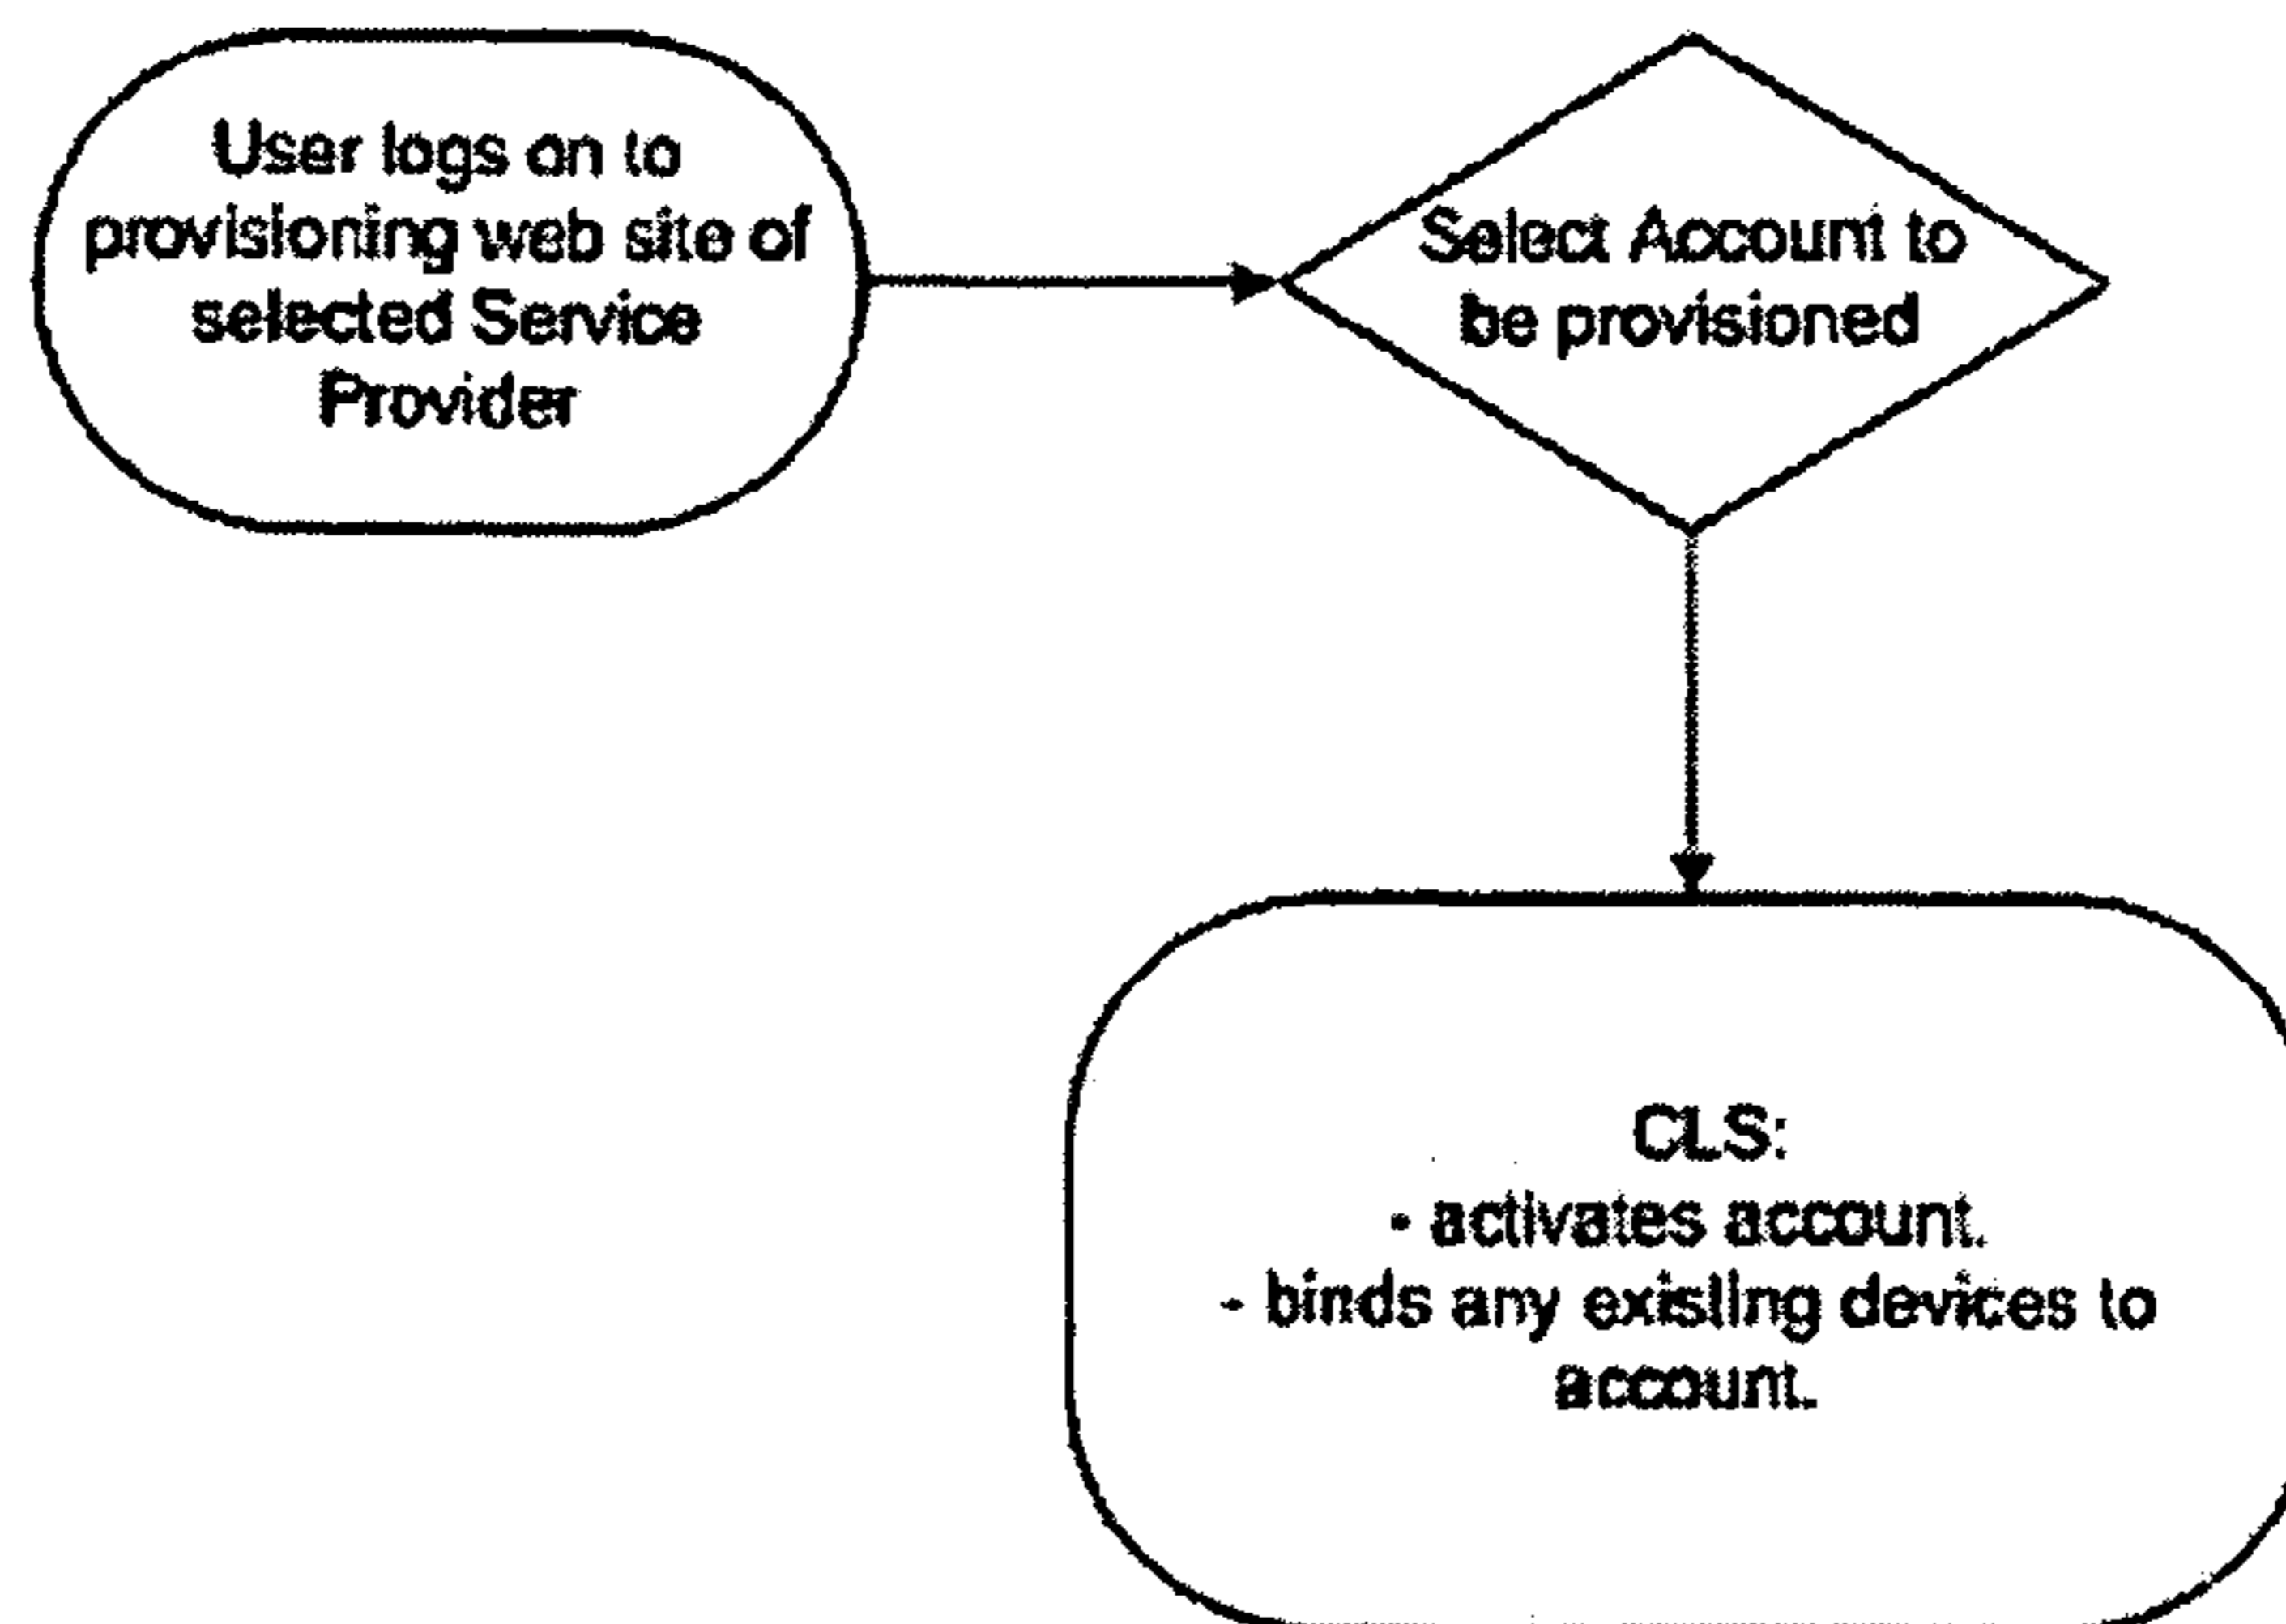 User logs on to
provisioning web site of
selected Service
Provider
Select Account to
be provisioned
CLS:
- activates account.
- binds any existing devices to
account.